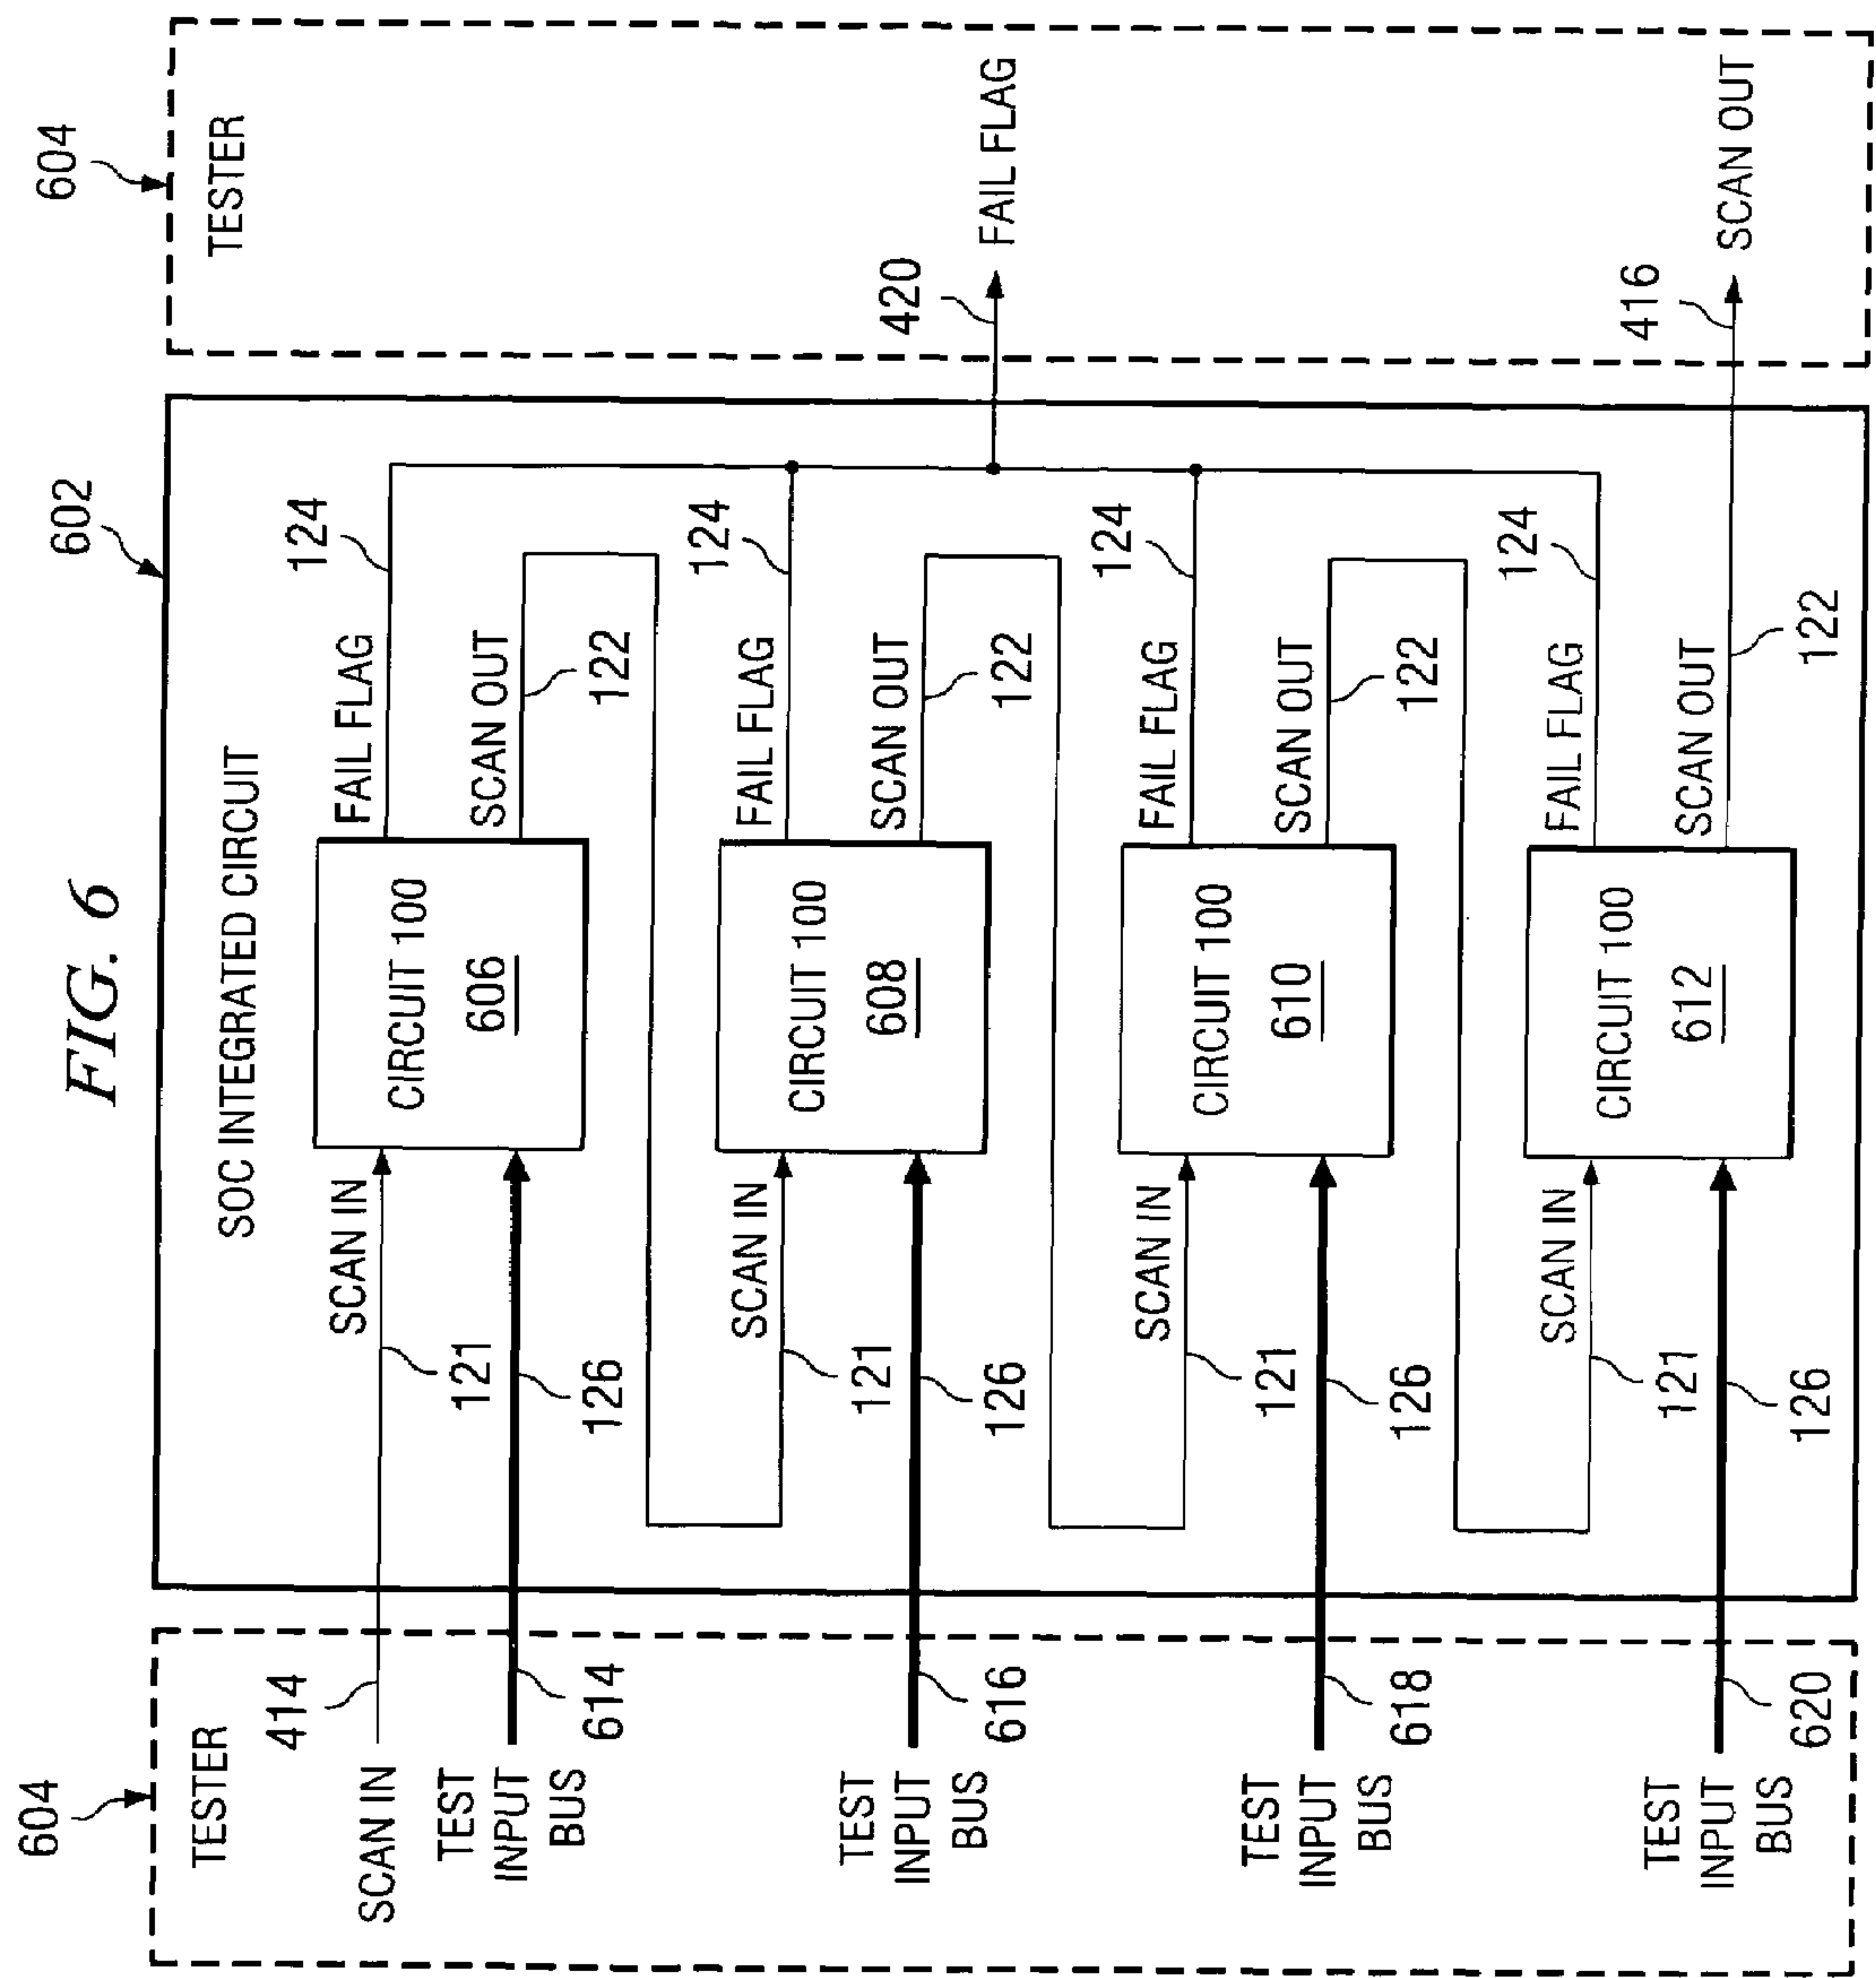 FIG. 6
604
TESTER
SCAN IN
414
TEST
INPUT
BUS
614
TEST
INPUT
BUS
616
TEST
INPUT
BUS
618
TEST
INPUT
BUS
620
602
SOC INTEGRATED CIRCUIT
SCAN IN
121
126
CIRCUIT 100
606
FAIL FLAG
124
SCAN OUT
122
SCAN IN
121
126
CIRCUIT 100
608
FAIL FLAG
124
SCAN OUT
122
SCAN IN
121
126
CIRCUIT 100
610
FAIL FLAG
124
SCAN OUT
122
SCAN IN
121
126
CIRCUIT 100
612
FAIL FLAG
124
SCAN OUT
122
604
TESTER
420
FAIL FLAG
416
SCAN OUT